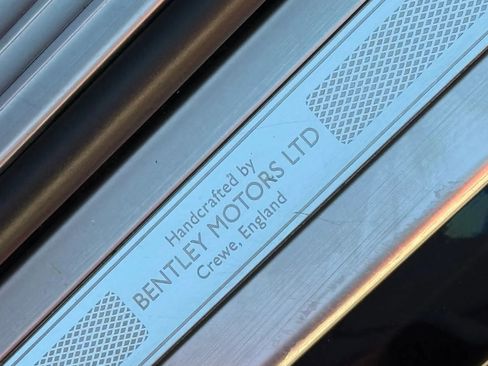 Handcrafted by
BENTLEY MOTORS LTD
Crewe, England